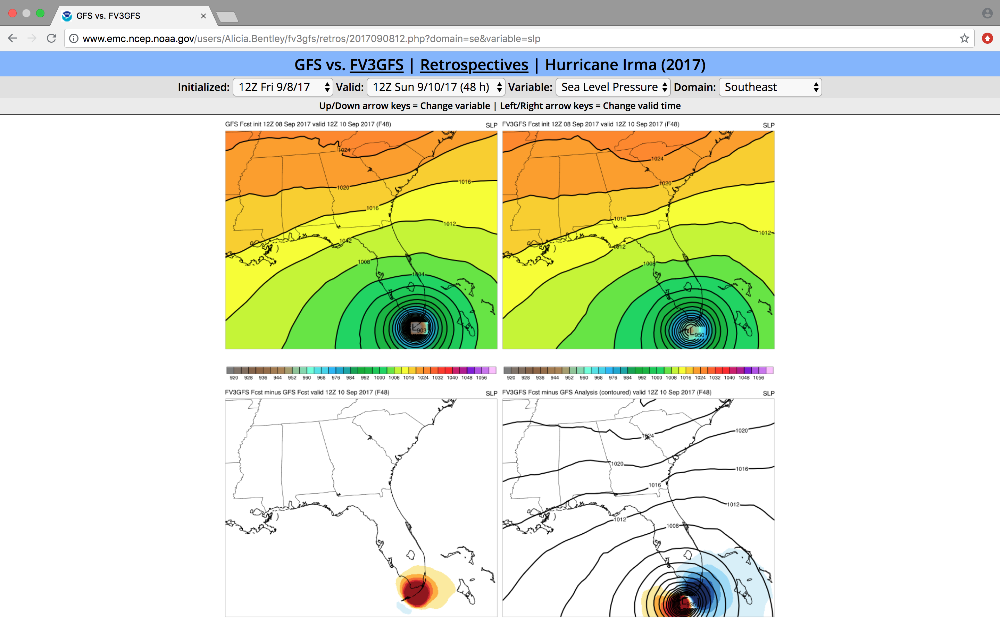 GFS vs. FV3GFS
www.emc.ncep.noaa.gov/users/Alicia.Bentley/fv3gfs/retros/2017090812.php?domain=se&variable=slp
GFS vs. FV3GFS | Retrospectives | Hurricane Irma (2017)
Initialized: 12Z Fri 9/8/17 Valid: 12Z Sun 9/10/17 (48 h) Variable: Sea Level Pressure Domain: Southeast
Up/Down arrow keys = Change variable | Left/Right arrow keys = Change valid time
GFS Fcst init 12Z 08 Sep 2017 valid 12Z 10 Sep 2017 (F48) SLP
1024
1016
1020
1016
1012
1012
1008
1004
L 903
920 928 936 944 952 960 968 976 984 992 1000 1008 1016 1024 1032 1040 1048 1056
FV3GFS Fcst init 12Z 08 Sep 2017 valid 12Z 10 Sep 2017 (F48) SLP
1024
1020
1016
1012
1012
1008
L 950
920 928 936 944 952 960 968 976 984 992 1000 1008 1016 1024 1032 1040 1048 1056
FV3GFS Fcst minus GFS Fcst valid 12Z 10 Sep 2017 (F48) SLP
FV3GFS Fcst minus GFS Analysis (contoured) valid 12Z 10 Sep 2017 (F48) SLP
1020
1024
1020
1016
1016
1012
1012
1008
L 935